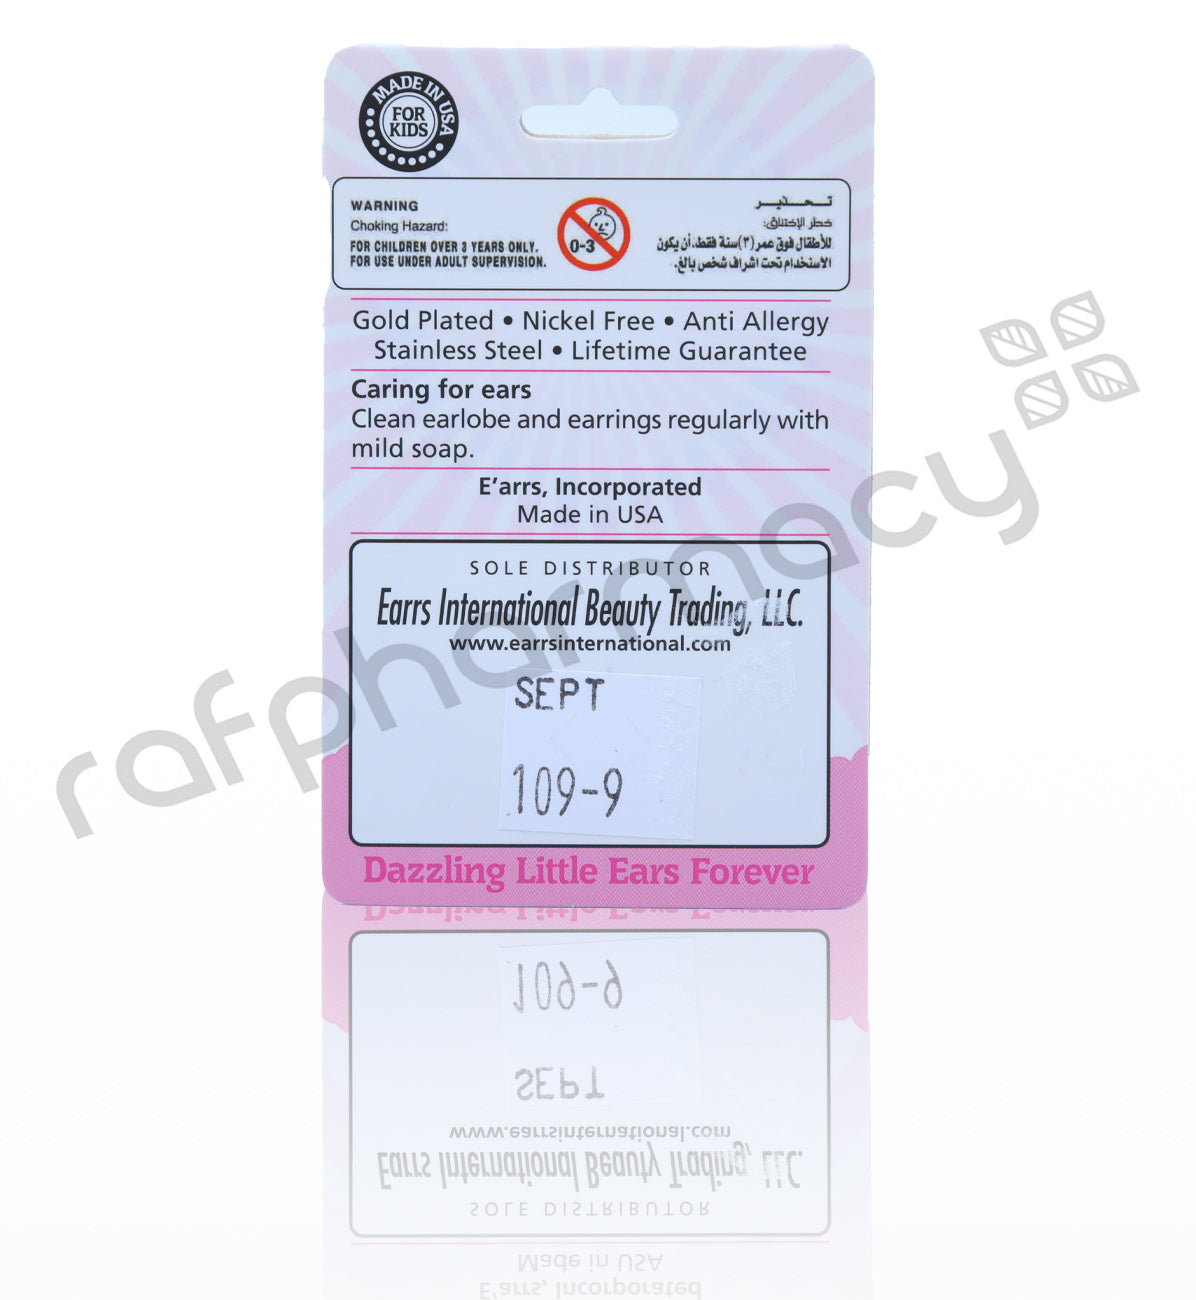 MADE IN USA
FOR
KIDS
WARNING
Choking Hazard:
FOR CHILDREN OVER 3 YEARS ONLY.
FOR USE UNDER ADULT SUPERVISION.
0-3
تـحـذيـر
خطر الإختناق:
للأطفال فوق عمر (٣) سنة فقط. أن يكون
الاستخدام تحت اشراف شخص بالغ.
Gold Plated • Nickel Free • Anti Allergy
Stainless Steel • Lifetime Guarantee
Caring for ears
Clean earlobe and earrings regularly with
mild soap.
E'arrs, Incorporated
Made in USA
SOLE DISTRIBUTOR
Earrs International Beauty Trading, LLC.
www.earrsinternational.com
SEPT
109-9
Dazzling Little Ears Forever
rafpharmacy